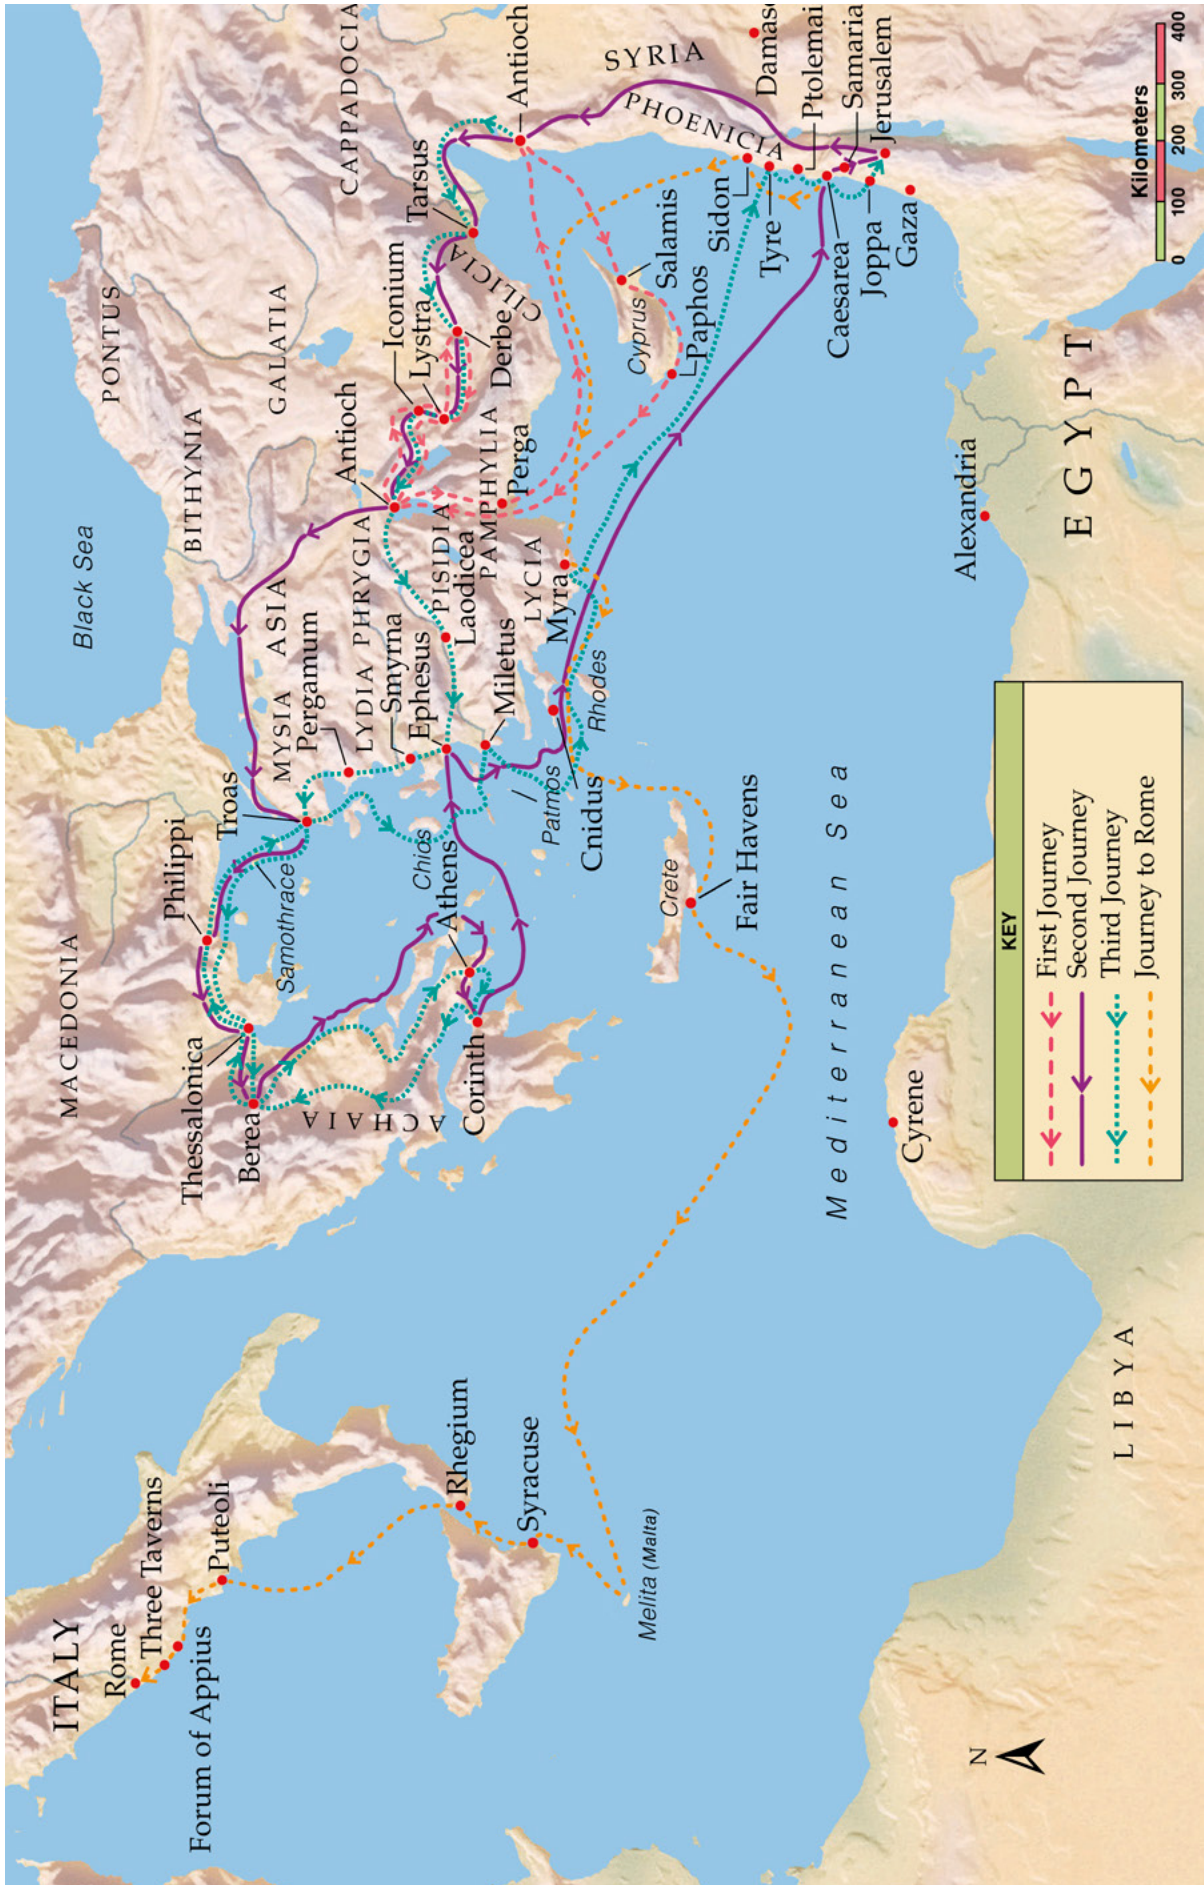 ITALY
Rome
Three Taverns
Forum of Appius
Puteoli
Rhegium
Syracuse
Melita (Malta)
MACEDONIA
Thessalonica
Berea
Philippi
Samothrace
Troas
ACHAIA
Corinth
Athens
Chios
Black Sea
BITHYNIA
PONTUS
GALATIA
CAPPADOCIA
ASIA
MYSIA
Pergamum
LYDIA
PHRYGIA
Smyrna
Ephesus
PISIDIA
Laodicea
PAMPHYLIA
Miletus
LYCIA
Myra
Patmos
Cnidus
Rhodes
Antioch
Iconium
Lystra
Derbe
Perga
CILICIA
Tarsus
Antioch
SYRIA
PHOENICIA
Cyprus
Salamis
Paphos
Sidon
Tyre
Damas
Ptolemai
Samaria
Caesarea
Jerusalem
Joppa
Gaza
Crete
Fair Havens
Mediterranean Sea
Cyrene
LIBYA
Alexandria
EGYPT
N
KEY
First Journey
Second Journey
Third Journey
Journey to Rome
Kilometers
0 100 200 300 400